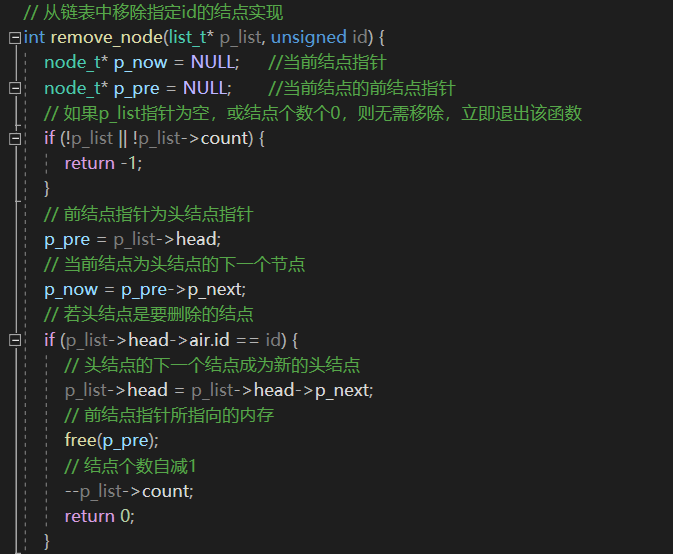 // 从链表中移除指定id的结点实现
int remove_node(list_t* p_list, unsigned id) {
node_t* p_now = NULL; //当前结点指针
node_t* p_pre = NULL; //当前结点的前结点指针
// 如果p_list指针为空，或结点个数个0，则无需移除，立即退出该函数
if (!p_list || !p_list->count) {
return -1;
}
// 前结点指针为头结点指针
p_pre = p_list->head;
// 当前结点为头结点的下一个节点
p_now = p_pre->p_next;
// 若头结点是要删除的结点
if (p_list->head->air.id == id) {
// 头结点的下一个结点成为新的头结点
p_list->head = p_list->head->p_next;
// 前结点指针所指向的内存
free(p_pre);
// 结点个数自减1
--p_list->count;
return 0;
}